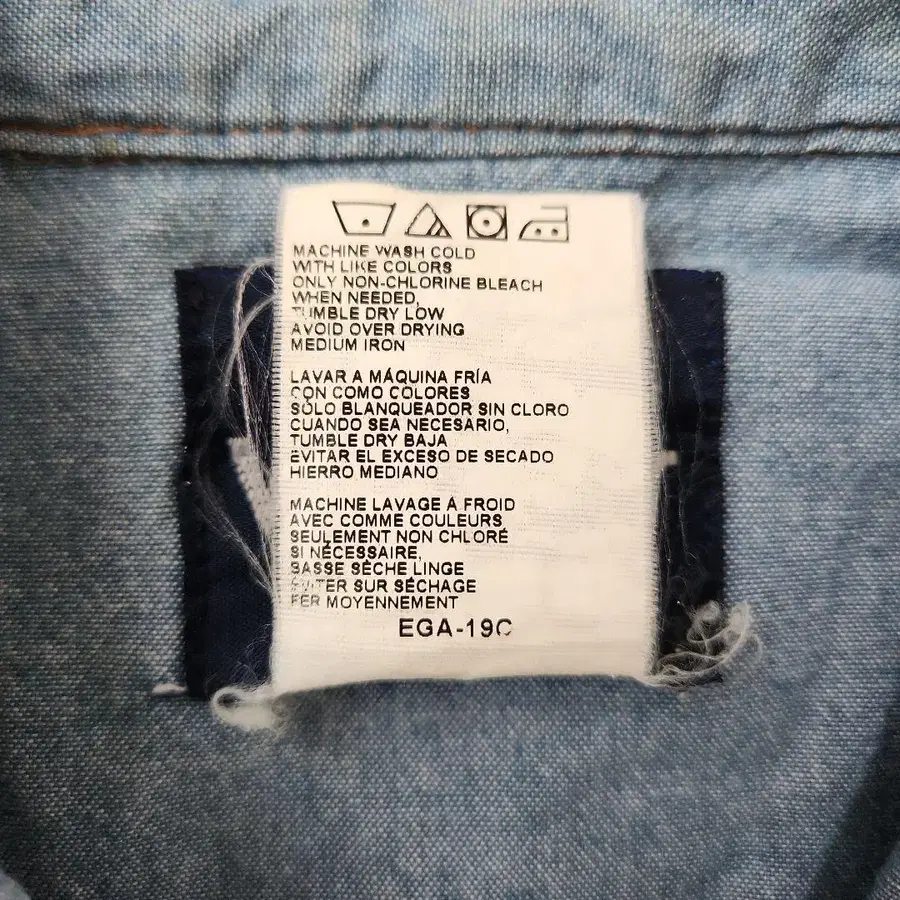 MACHINE WASH COLD
WITH LIKE COLORS
ONLY NON-CHLORINE BLEACH
WHEN NEEDED,
TUMBLE DRY LOW
AVOID OVER DRYING
MEDIUM IRON
LAVAR A MÁQUINA FRÍA
CON COMO COLORES
SÓLO BLANQUEADOR SIN CLORO
CUANDO SEA NECESARIO,
TUMBLE DRY BAJA
EVITAR EL EXCESO DE SECADO
HIERRO MEDIANO
MACHINE LAVAGE Á FROID
AVEC COMME COULEURS
SEULEMENT NON CHLORÉ
SI NÉCESSAIRE,
BASSE SÈCHE LINGE
ÉVITER SUR SÉCHAGE
FER MOYENNEMENT
EGA-19C